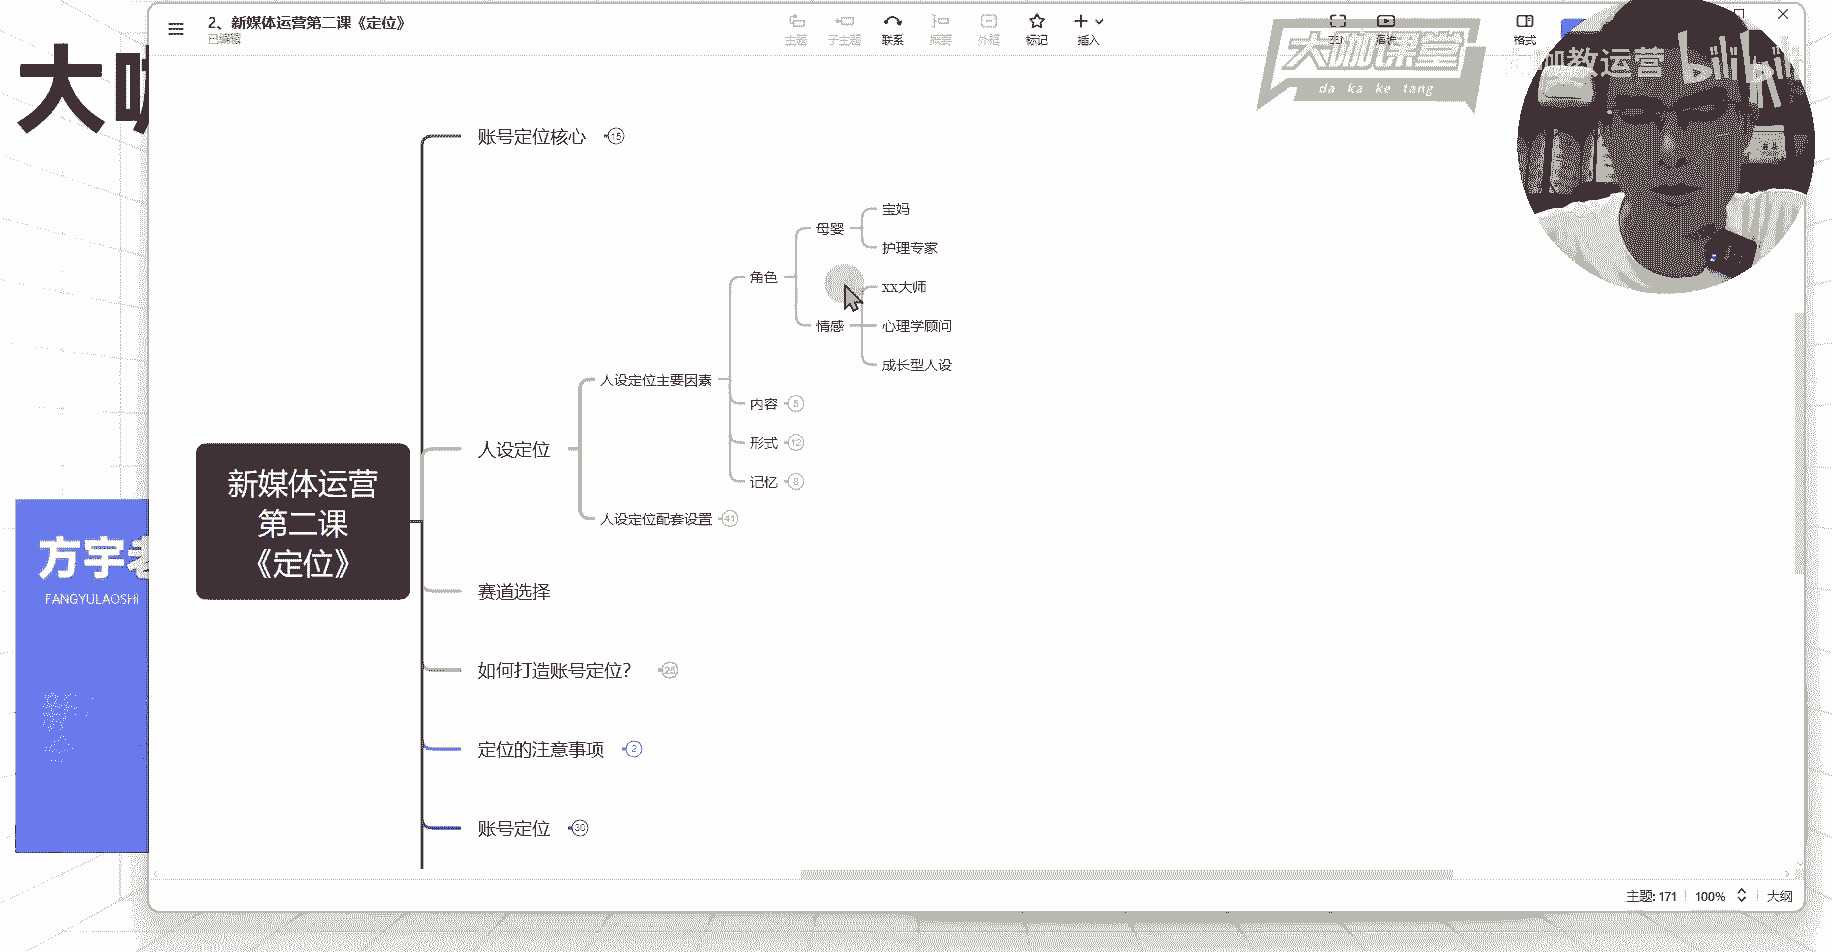 2、新媒体运营第二课《定位》
已编辑
主题
子主题
联系
概要
外框
标记
插入
格式
大咖课堂
da ka ke tang
咖教运营
bilibili
大咖
方宇老
FANGYULAOSHI
新媒体运营
第二课
《定位》
账号定位核心
15
人设定位
人设定位主要因素
角色
母婴
宝妈
护理专家
情感
xx大师
心理学顾问
成长型人设
内容
5
形式
12
记忆
8
人设定位配套设置
41
赛道选择
如何打造账号定位?
25
定位的注意事项
2
账号定位
30
主题: 171
100%
大纲